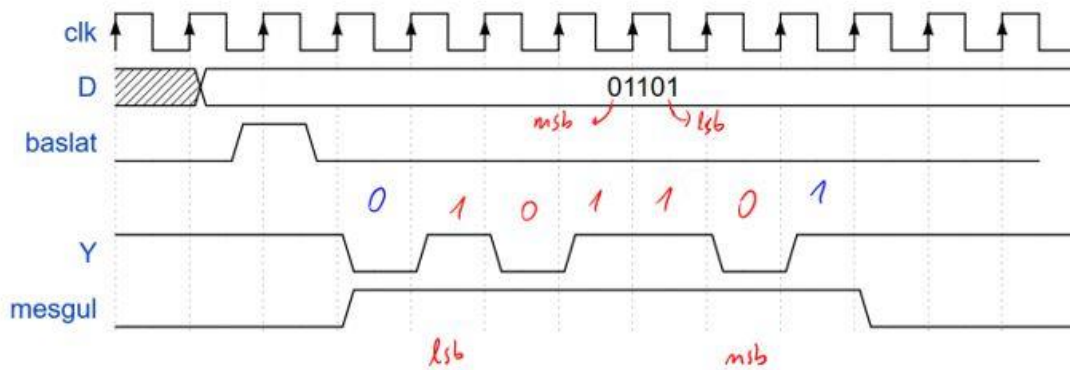 clk
D
01101
msb lsb
baslat
0 1 0 1 1 0 1
Y
mesgul
lsb msb